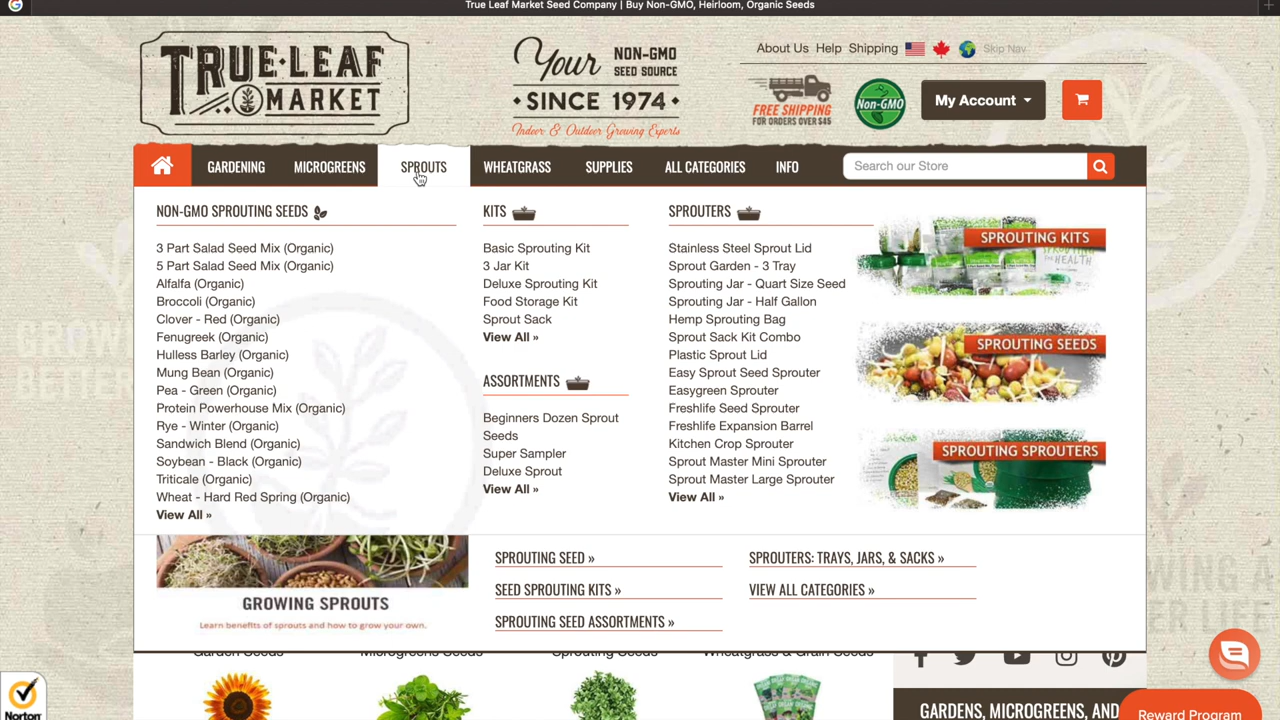 True Leaf Market Seed Company | Buy Non-GMO, Heirloom, Organic Seeds
TRUE LEAF
MARKET
Your NON-GMO
SEED SOURCE
• SINCE 1974 •
Indoor & Outdoor Growing Experts
About Us Help Shipping Skip Nav
FREE SHIPPING
FOR ORDERS OVER $45
Non-GMO
My Account
GARDENING MICROGREENS SPROUTS WHEATGRASS SUPPLIES ALL CATEGORIES INFO
Search our Store
NON-GMO SPROUTING SEEDS
3 Part Salad Seed Mix (Organic)
5 Part Salad Seed Mix (Organic)
Alfalfa (Organic)
Broccoli (Organic)
Clover - Red (Organic)
Fenugreek (Organic)
Hulless Barley (Organic)
Mung Bean (Organic)
Pea - Green (Organic)
Protein Powerhouse Mix (Organic)
Rye - Winter (Organic)
Sandwich Blend (Organic)
Soybean - Black (Organic)
Triticale (Organic)
Wheat - Hard Red Spring (Organic)
View All »
KITS
Basic Sprouting Kit
3 Jar Kit
Deluxe Sprouting Kit
Food Storage Kit
Sprout Sack
View All »
ASSORTMENTS
Beginners Dozen Sprout
Seeds
Super Sampler
Deluxe Sprout
View All »
SPROUTERS
Stainless Steel Sprout Lid
Sprout Garden - 3 Tray
Sprouting Jar - Quart Size Seed
Sprouting Jar - Half Gallon
Hemp Sprouting Bag
Sprout Sack Kit Combo
Plastic Sprout Lid
Easy Sprout Seed Sprouter
Easygreen Sprouter
Freshlife Seed Sprouter
Freshlife Expansion Barrel
Kitchen Crop Sprouter
Sprout Master Mini Sprouter
Sprout Master Large Sprouter
View All »
SPROUTING KITS
SPROUTING SEEDS
SPROUTING SPROUTERS
GROWING SPROUTS
Learn benefits of sprouts and how to grow your own.
SPROUTING SEED »
SEED SPROUTING KITS »
SPROUTING SEED ASSORTMENTS »
SPROUTERS: TRAYS, JARS, & SACKS »
VIEW ALL CATEGORIES »
Garden Seeds Microgreens Seeds Sprouting Seeds Wheatgrass & Grain Seeds
GARDENS, MICROGREENS, AND
Norton
Reward Program